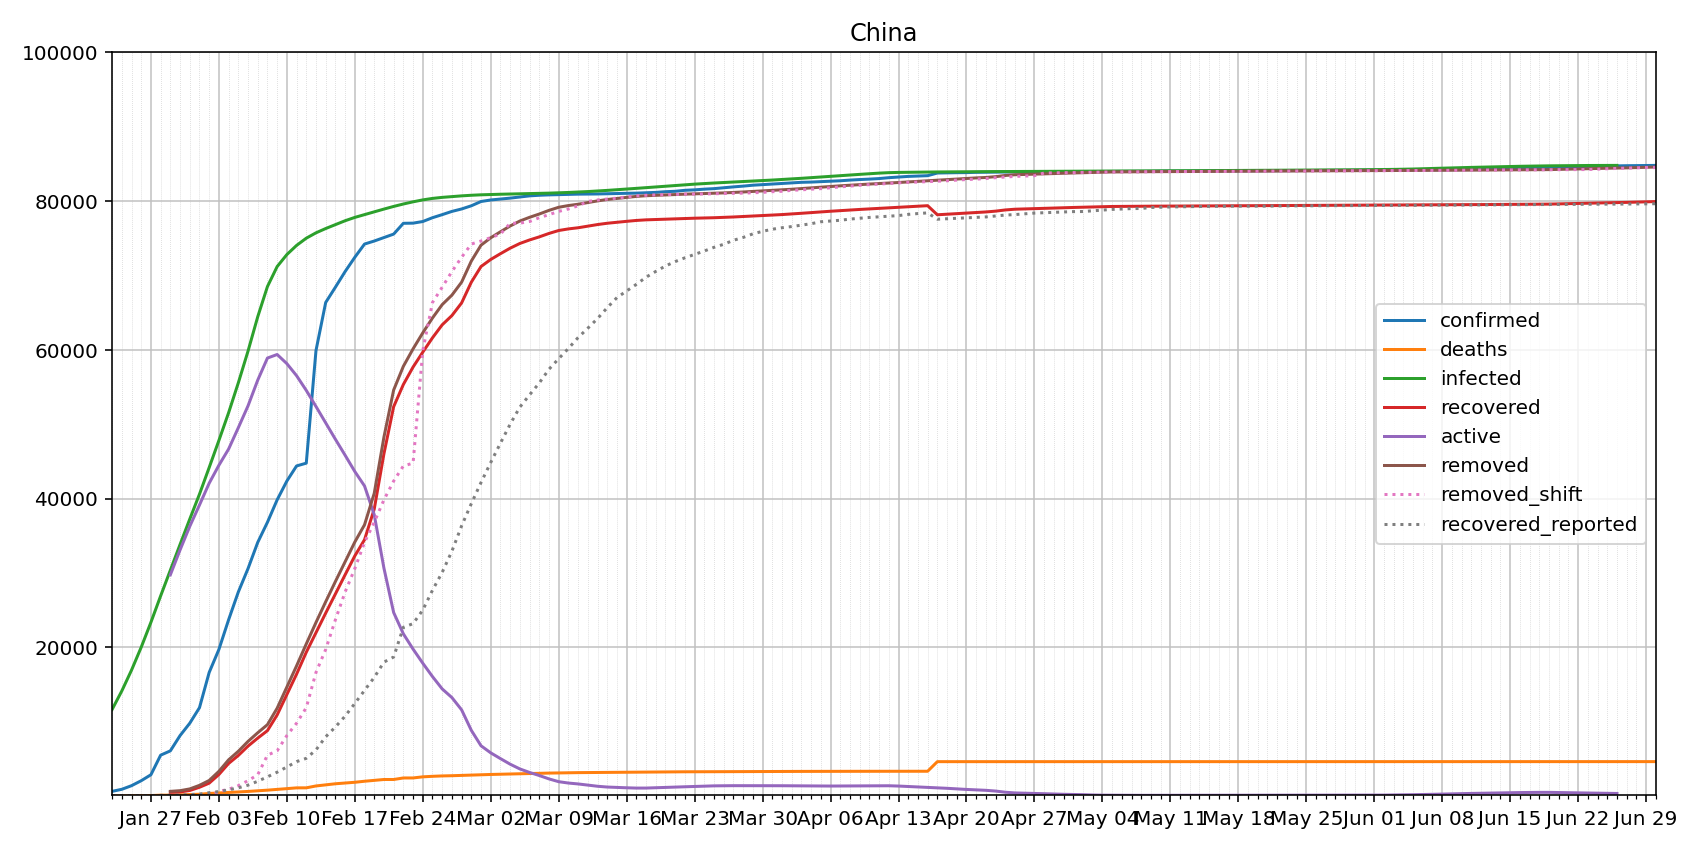 China
100000
80000
60000
40000
20000
confirmed
deaths
infected
recovered
active
removed
removed_shift
recovered_reported
Jan 27 Feb 03 Feb 10 Feb 17 Feb 24 Mar 02 Mar 09 Mar 16 Mar 23 Mar 30 Apr 06 Apr 13 Apr 20 Apr 27 May 04 May 11 May 18 May 25 Jun 01 Jun 08 Jun 15 Jun 22 Jun 29